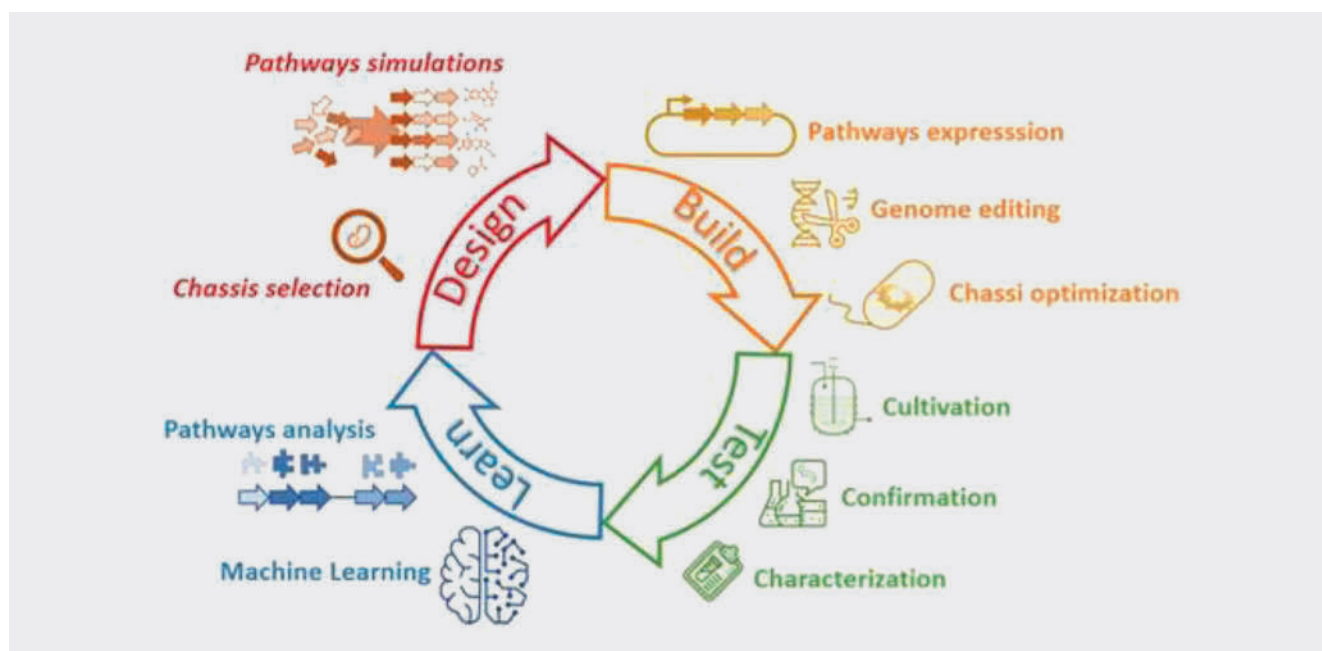 Pathways simulations
Pathways expresssion
Genome editing
Chassis selection
Chassi optimization
Design
Build
Test
Learn
Cultivation
Pathways analysis
Confirmation
Machine Learning
Characterization